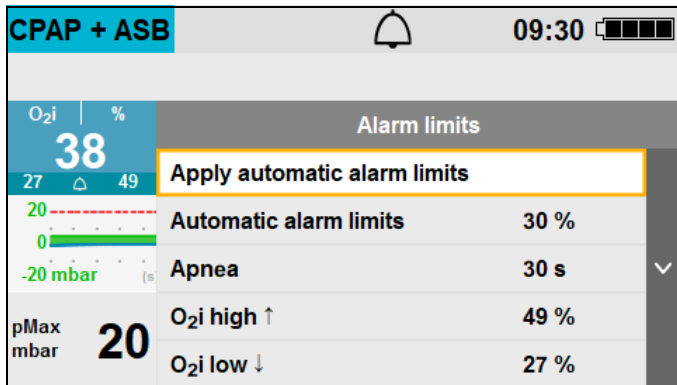 CPAP + ASB 09:30
O₂i %
38
27 49
20
0
-20 mbar (s
pMax
mbar 20
Alarm limits
Apply automatic alarm limits
Automatic alarm limits 30 %
Apnea 30 s
O₂i high ↑ 49 %
O₂i low ↓ 27 %